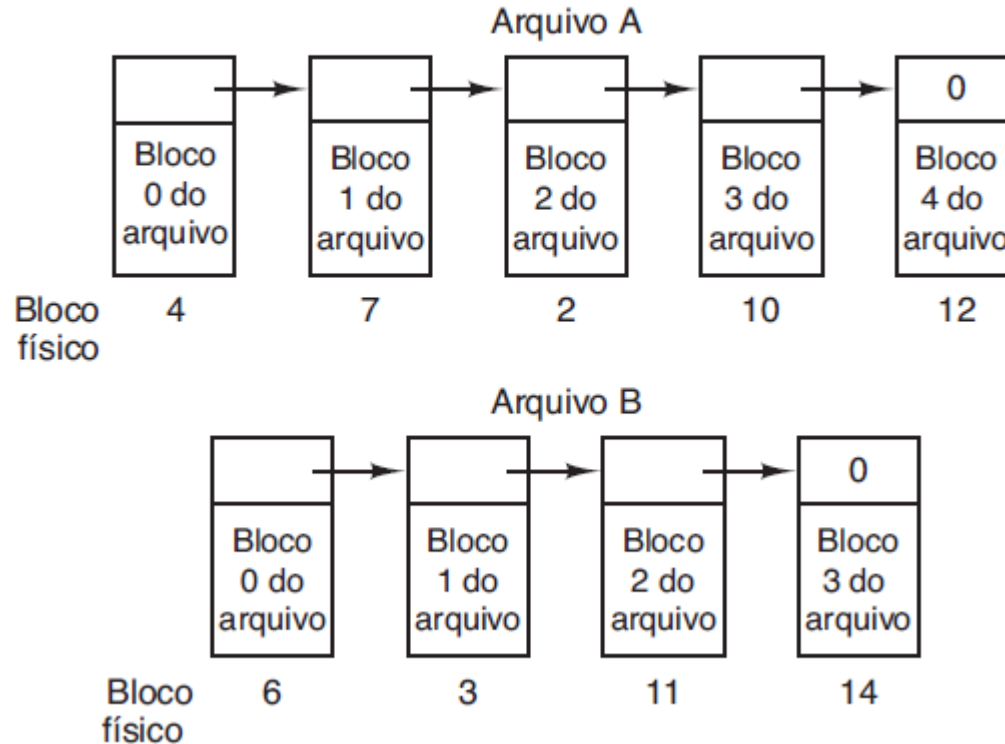 Arquivo A
0
Bloco 0 do arquivo
Bloco 1 do arquivo
Bloco 2 do arquivo
Bloco 3 do arquivo
Bloco 4 do arquivo
Bloco físico
4 7 2 10 12
Arquivo B
0
Bloco 0 do arquivo
Bloco 1 do arquivo
Bloco 2 do arquivo
Bloco 3 do arquivo
Bloco físico
6 3 11 14